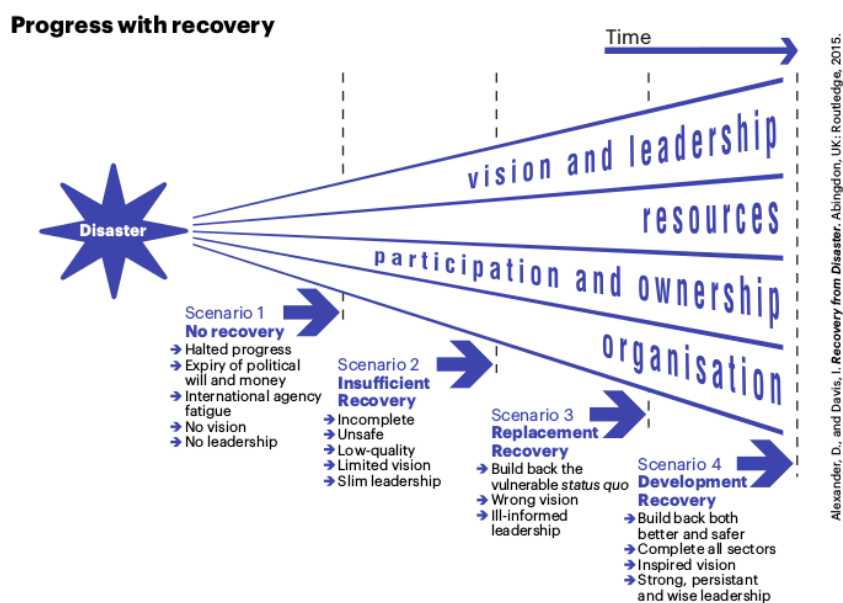 Progress with recovery
Time
vision and leadership
resources
participation and ownership
organisation
Disaster
Scenario 1
No recovery
Halted progress
Expiry of political
will and money
International agency
fatigue
No vision
No leadership
Scenario 2
Insufficient
Recovery
Incomplete
Unsafe
Low-quality
Limited vision
Slim leadership
Scenario 3
Replacement
Recovery
Build back the
vulnerable status quo
Wrong vision
Ill-informed
leadership
Scenario 4
Development
Recovery
Build back both
better and safer
Complete all sectors
Inspired vision
Strong, persistant
and wise leadership
Alexander, D., and Davis, I. Recovery from Disaster. Abingdon, UK: Routledge, 2015.